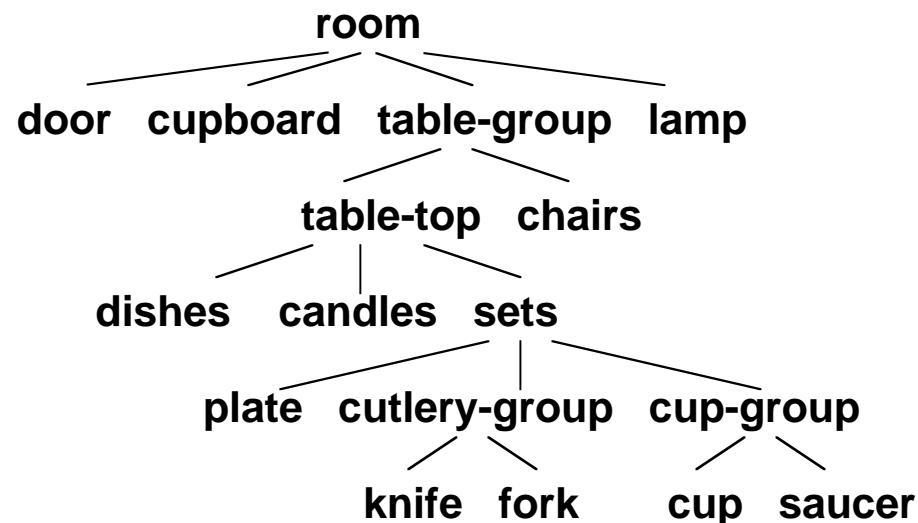 room
door cupboard table-group lamp
table-top chairs
dishes candles sets
plate cutlery-group cup-group
knife fork cup saucer